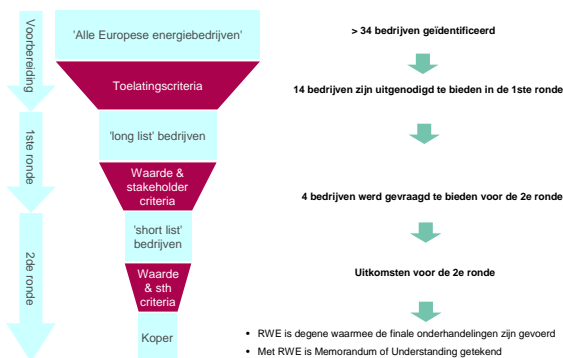 Voorbereiding
'Alle Europese energiebedrijven'
> 34 bedrijven geïdentificeerd
Toelatingscriteria
14 bedrijven zijn uitgenodigd te bieden in de 1ste ronde
1ste ronde
'long list' bedrijven
Waarde &
stakeholder
criteria
4 bedrijven werd gevraagd te bieden voor de 2e ronde
2de ronde
'short list'
bedrijven
Waarde
& sth
criteria
Uitkomsten voor de 2e ronde
Koper
• RWE is degene waarmee de finale onderhandelingen zijn gevoerd
• Met RWE is Memorandum of Understanding getekend